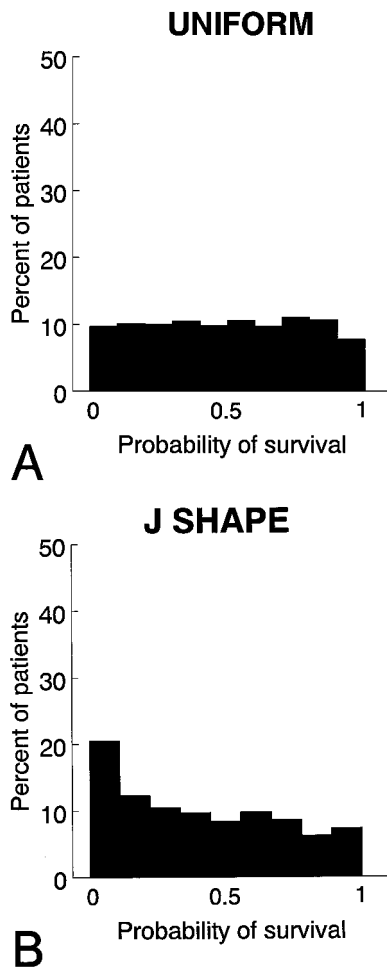 UNIFORM
50
40
30
20
10
0
Percent of patients
0 0.5 1
Probability of survival
A
J SHAPE
50
40
30
20
10
0
Percent of patients
0 0.5 1
Probability of survival
B